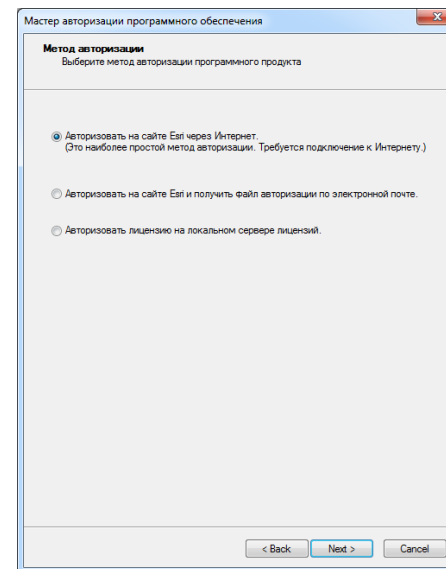 Мастер авторизации программного обеспечения
Метод авторизации
Выберите метод авторизации программного продукта
Авторизовать на сайте Esri через Интернет.
(Это наиболее простой метод авторизации. Требуется подключение к Интернету.)
Авторизовать на сайте Esri и получить файл авторизации по электронной почте.
Авторизовать лицензию на локальном сервере лицензий.
< Back Next > Cancel